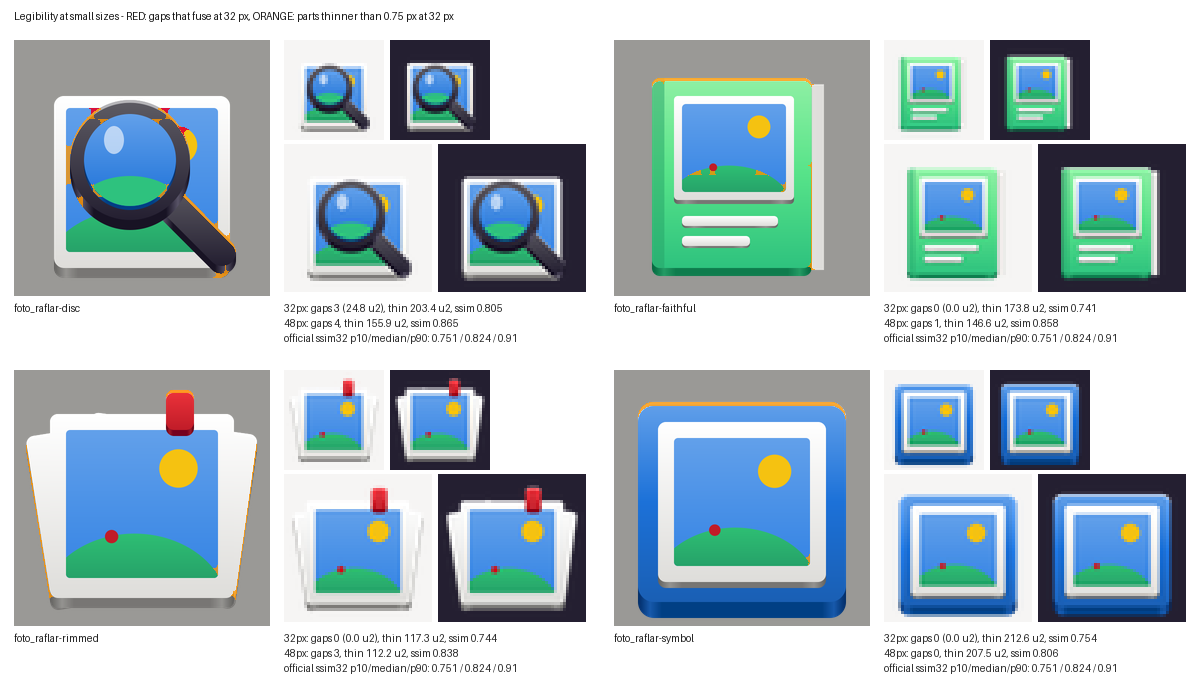 Legibility at small sizes - RED: gaps that fuse at 32 px, ORANGE: parts thinner than 0.75 px at 32 px
foto_raflar-disc
32px: gaps 3 (24.8 u2), thin 203.4 u2, ssim 0.805
48px: gaps 4, thin 155.9 u2, ssim 0.865
official ssim32 p10/median/p90: 0.751 / 0.824 / 0.91
foto_raflar-faithful
32px: gaps 0 (0.0 u2), thin 173.8 u2, ssim 0.741
48px: gaps 1, thin 146.6 u2, ssim 0.858
official ssim32 p10/median/p90: 0.751 / 0.824 / 0.91
foto_raflar-rimmed
32px: gaps 0 (0.0 u2), thin 117.3 u2, ssim 0.744
48px: gaps 3, thin 112.2 u2, ssim 0.838
official ssim32 p10/median/p90: 0.751 / 0.824 / 0.91
foto_raflar-symbol
32px: gaps 0 (0.0 u2), thin 212.6 u2, ssim 0.754
48px: gaps 0, thin 207.5 u2, ssim 0.806
official ssim32 p10/median/p90: 0.751 / 0.824 / 0.91